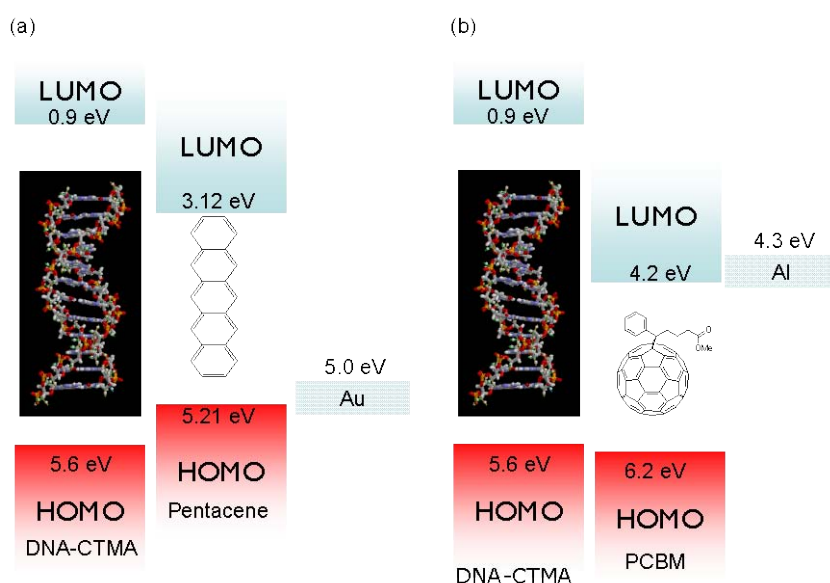 (a)
LUMO
0.9 eV
LUMO
3.12 eV
5.0 eV
Au
5.21 eV
HOMO
Pentacene
5.6 eV
HOMO
DNA-CTMA
(b)
LUMO
0.9 eV
LUMO
4.2 eV
4.3 eV
Al
O
OMe
5.6 eV
HOMO
DNA-CTMA
6.2 eV
HOMO
PCBM